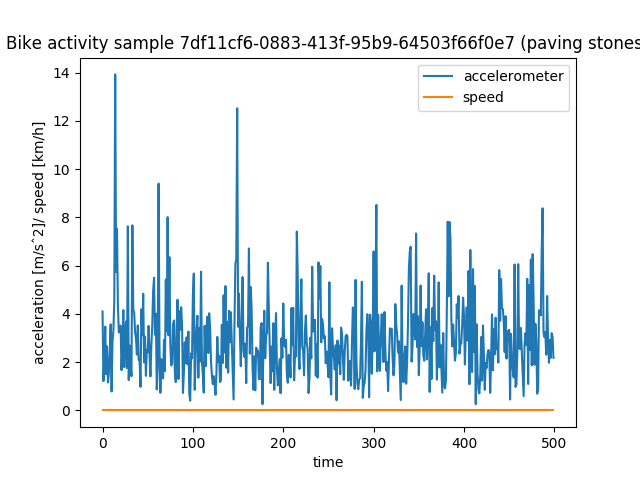 Bike activity sample 7df11cf6-0883-413f-95b9-64503f66f0e7 (paving stones
accelerometer
speed
acceleration [m/s^2]/ speed [km/h]
14
12
10
8
6
4
2
0
0 100 200 300 400 500
time